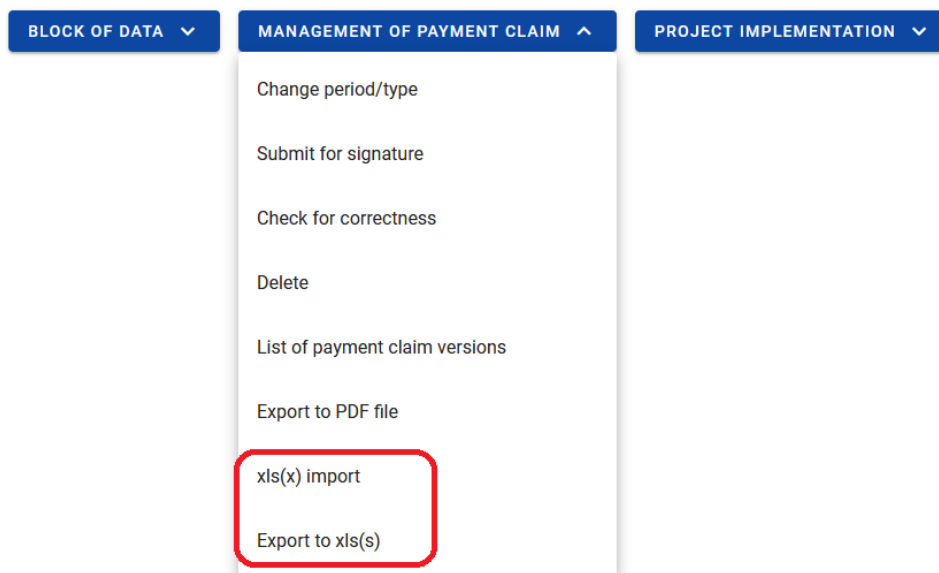 BLOCK OF DATA
MANAGEMENT OF PAYMENT CLAIM
PROJECT IMPLEMENTATION
Change period/type
Submit for signature
Check for correctness
Delete
List of payment claim versions
Export to PDF file
xls(x) import
Export to xls(s)